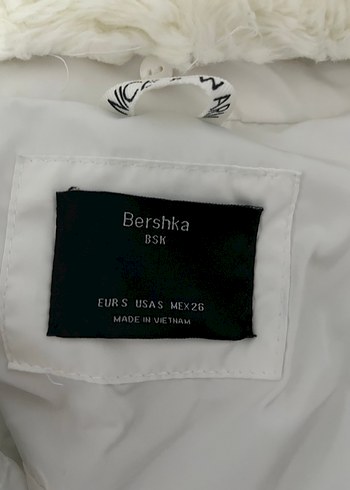 Bershka
BSK
EUR S USA S MEX 26
MADE IN VIETNAM